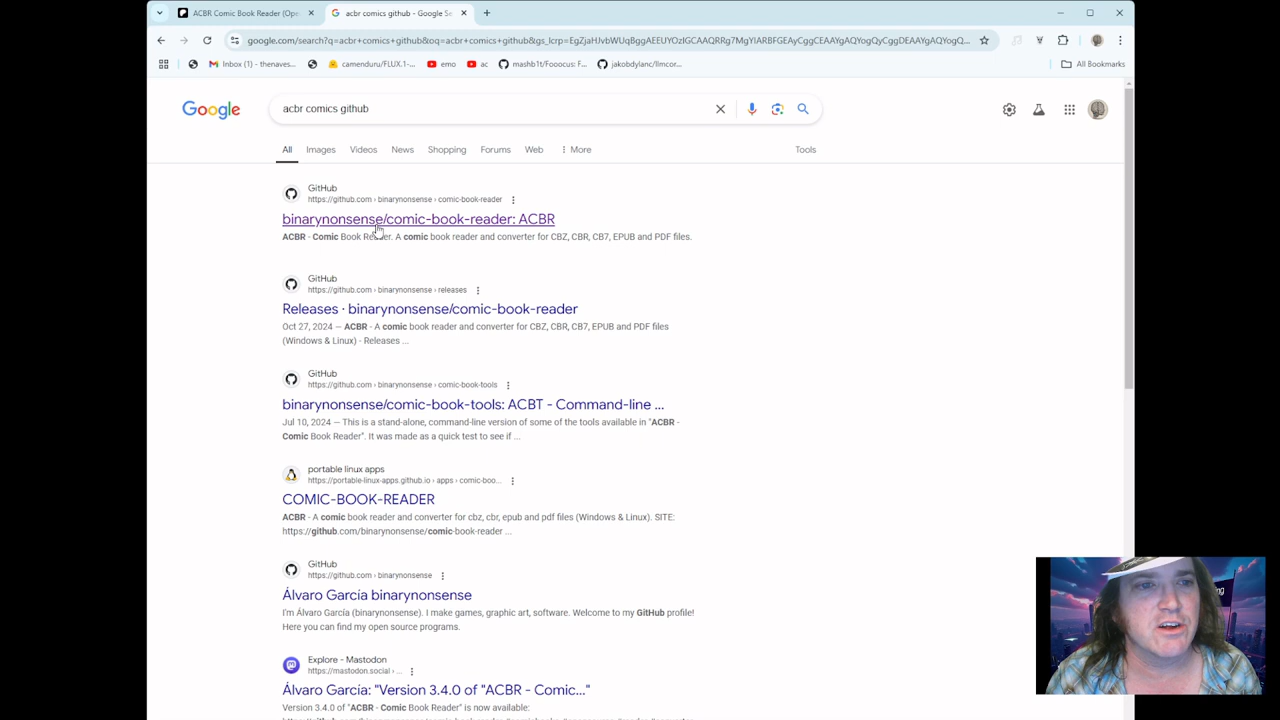 ACBR Comic Book Reader (Ope
acbr comics github - Google Se
google.com/search?q=acbr+comics+github&oq=acbr+comics+github&gs_lcrp=EgZjaHJvbWUqBggAEEUYOzIGCAAQRRg7MgYIARBFGEAyCggCEAAYgAQYogQyCggDEAAYgAQYogQ...
Inbox (1) - thenaves...
camenduru/FLUX.1-...
emo
ac
mashb1t/Fooocus: F...
jakobdylanc/llmcor...
All Bookmarks
Google
acbr comics github
All
Images
Videos
News
Shopping
Forums
Web
More
Tools
GitHub
https://github.com › binarynonsense › comic-book-reader
binarynonsense/comic-book-reader: ACBR
ACBR - Comic Book Reader. A comic book reader and converter for CBZ, CBR, CB7, EPUB and PDF files.
GitHub
https://github.com › binarynonsense › releases
Releases · binarynonsense/comic-book-reader
Oct 27, 2024 — ACBR - A comic book reader and converter for CBZ, CBR, CB7, EPUB and PDF files
(Windows & Linux) - Releases ...
GitHub
https://github.com › binarynonsense › comic-book-tools
binarynonsense/comic-book-tools: ACBT - Command-line ...
Jul 10, 2024 — This is a stand-alone, command-line version of some of the tools available in "ACBR -
Comic Book Reader". It was made as a quick test to see if ...
portable linux apps
https://portable-linux-apps.github.io › apps › comic-boo...
COMIC-BOOK-READER
ACBR - A comic book reader and converter for cbz, cbr, epub and pdf files (Windows & Linux). SITE:
https://github.com/binarynonsense/comic-book-reader ...
GitHub
https://github.com › binarynonsense
Álvaro García binarynonsense
I'm Álvaro García (binarynonsense). I make games, graphic art, software. Welcome to my GitHub profile!
Here you can find my open source programs.
Explore - Mastodon
https://mastodon.social › ...
Álvaro García: "Version 3.4.0 of "ACBR - Comic..."
Version 3.4.0 of "ACBR - Comic Book Reader" is now available: